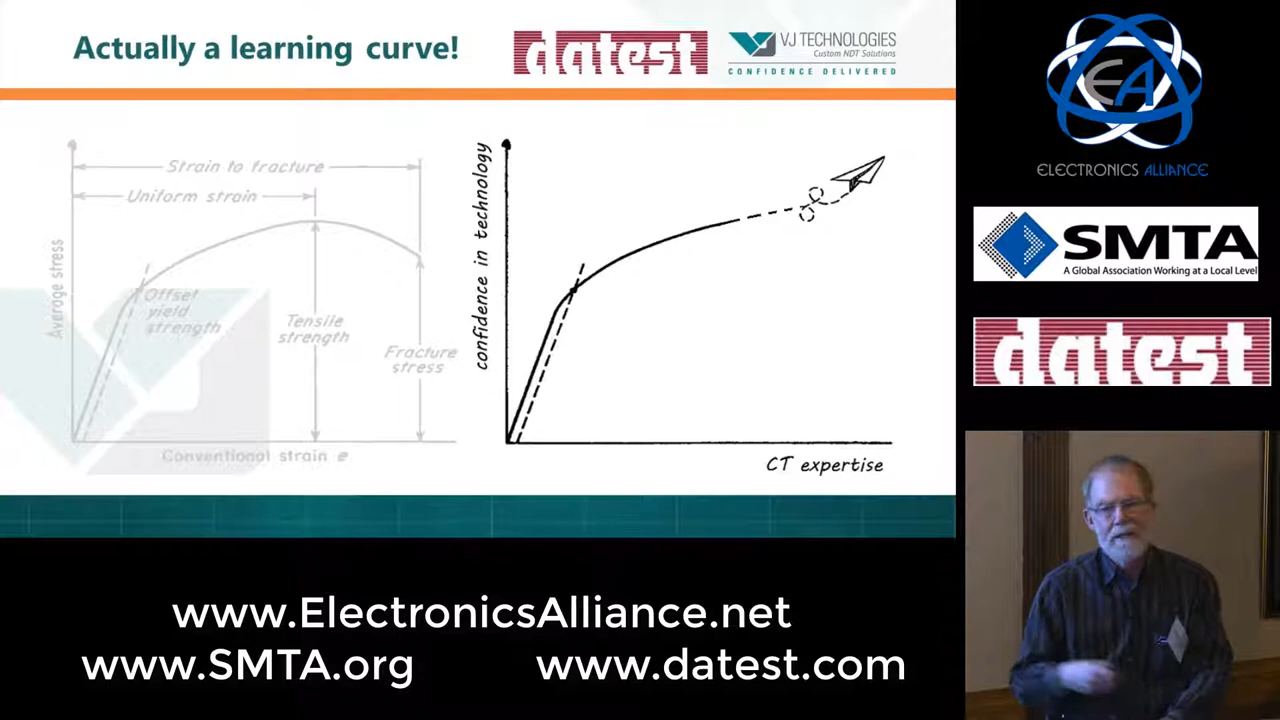 Actually a learning curve!
datest
VJ TECHNOLOGIES
Custom NDT Solutions
CONFIDENCE DELIVERED
Strain to fracture
Uniform strain
Average stress
Offset
yield
strength
Tensile
strength
Fracture
stress
Conventional strain e
confidence in technology
CT expertise
EA
ELECTRONICS ALLIANCE
SMTA
A Global Association Working at a Local Level
datest
www.ElectronicsAlliance.net
www.SMTA.org
www.datest.com